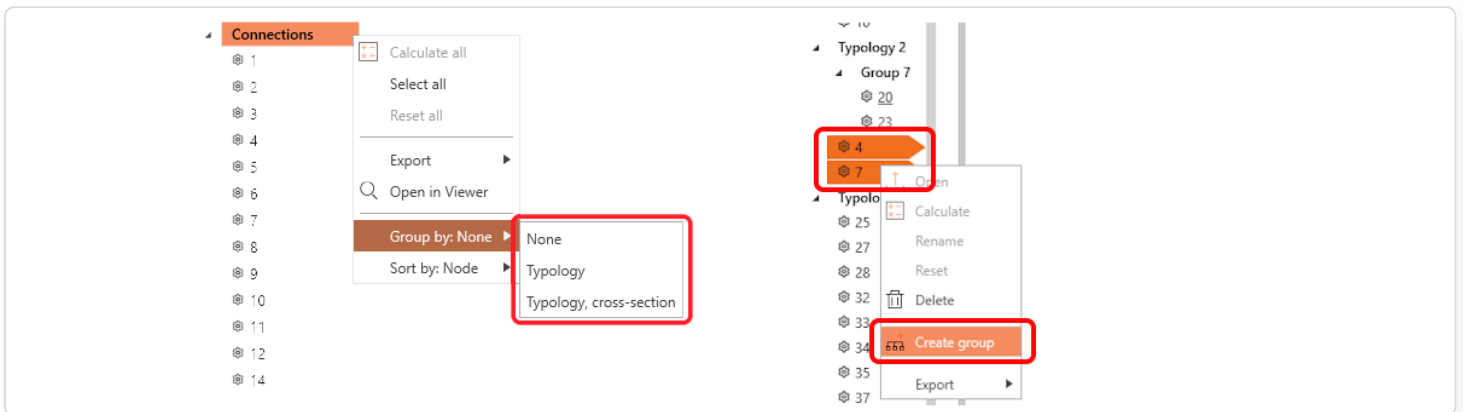 Connections
1
2
3
4
5
6
7
8
9
10
11
12
14
Calculate all
Select all
Reset all
Export
Open in Viewer
Group by: None
Sort by: Node
None
Typology
Typology, cross-section
Typology 2
Group 7
20
23
4
7
Typolo
25
27
28
32
33
34
35
37
Open
Calculate
Rename
Reset
Delete
Create group
Export